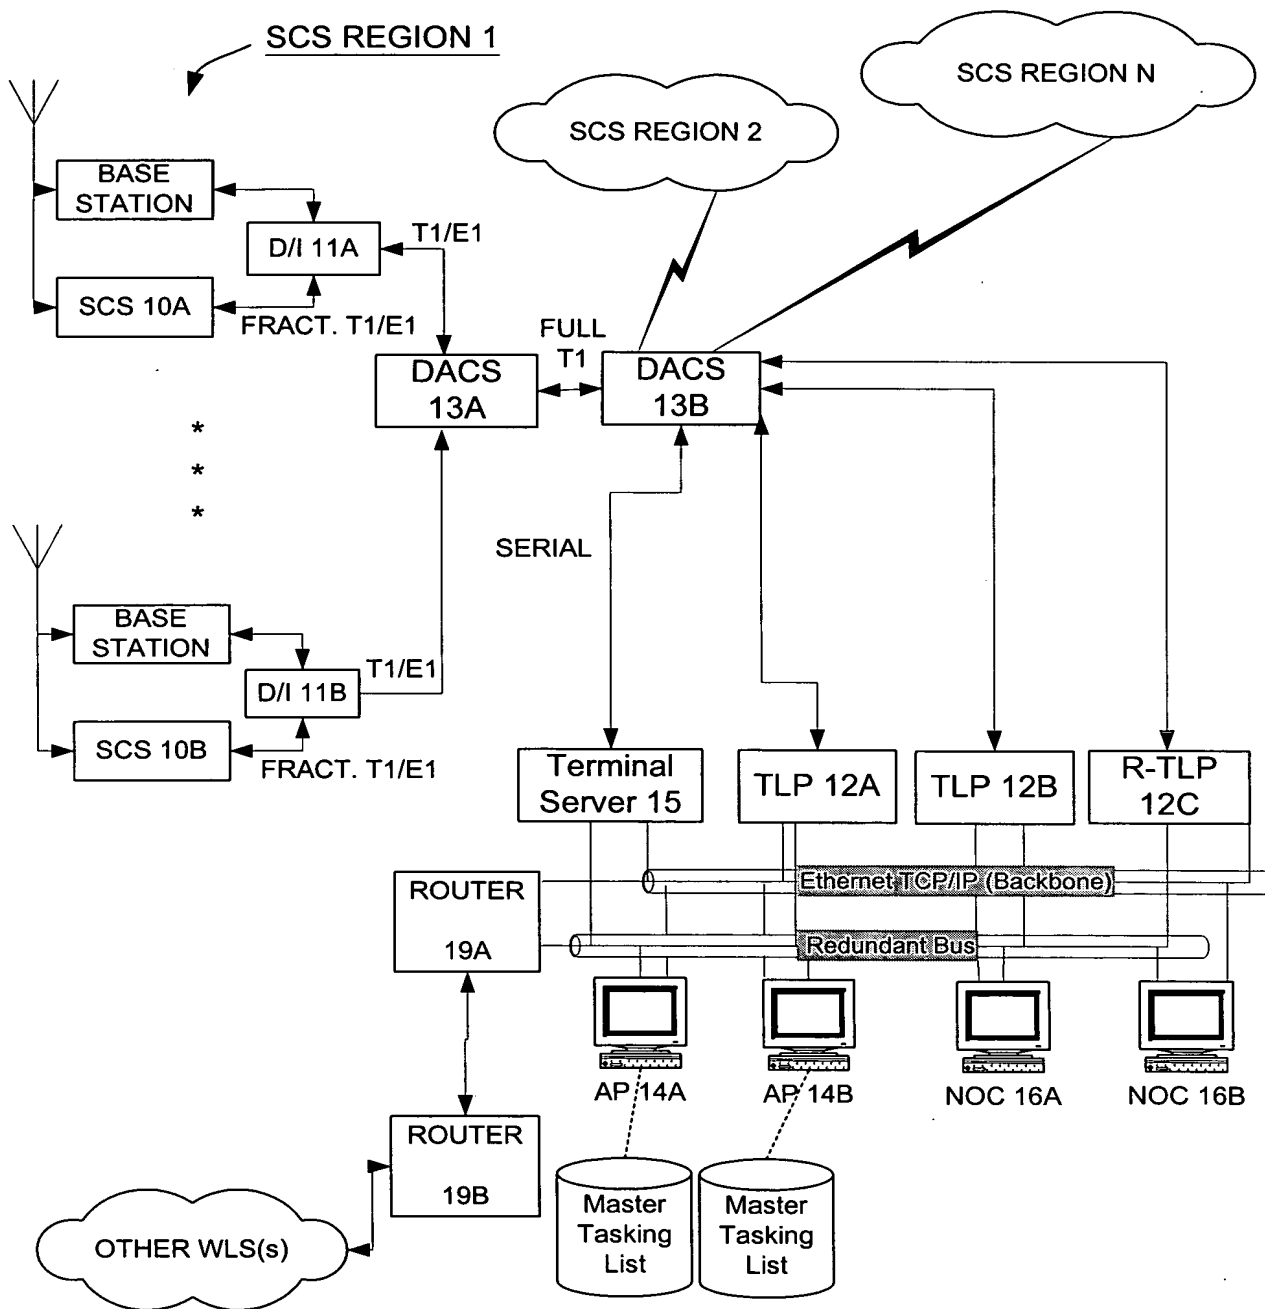 SCS REGION 1
SCS REGION N
SCS REGION 2
BASE
STATION
D/I 11A
T1/E1
SCS 10A
FRACT. T1/E1
FULL
T1
DACS
13A
DACS
13B
*
*
*
SERIAL
BASE
STATION
D/I 11B
T1/E1
SCS 10B
FRACT. T1/E1
Terminal
Server 15
TLP 12A
TLP 12B
R-TLP
12C
Ethernet TCP/IP (Backbone)
ROUTER
19A
Redundant Bus
AP 14A
AP 14B
NOC 16A
NOC 16B
ROUTER
19B
Master
Tasking
List
Master
Tasking
List
OTHER WLS(s)